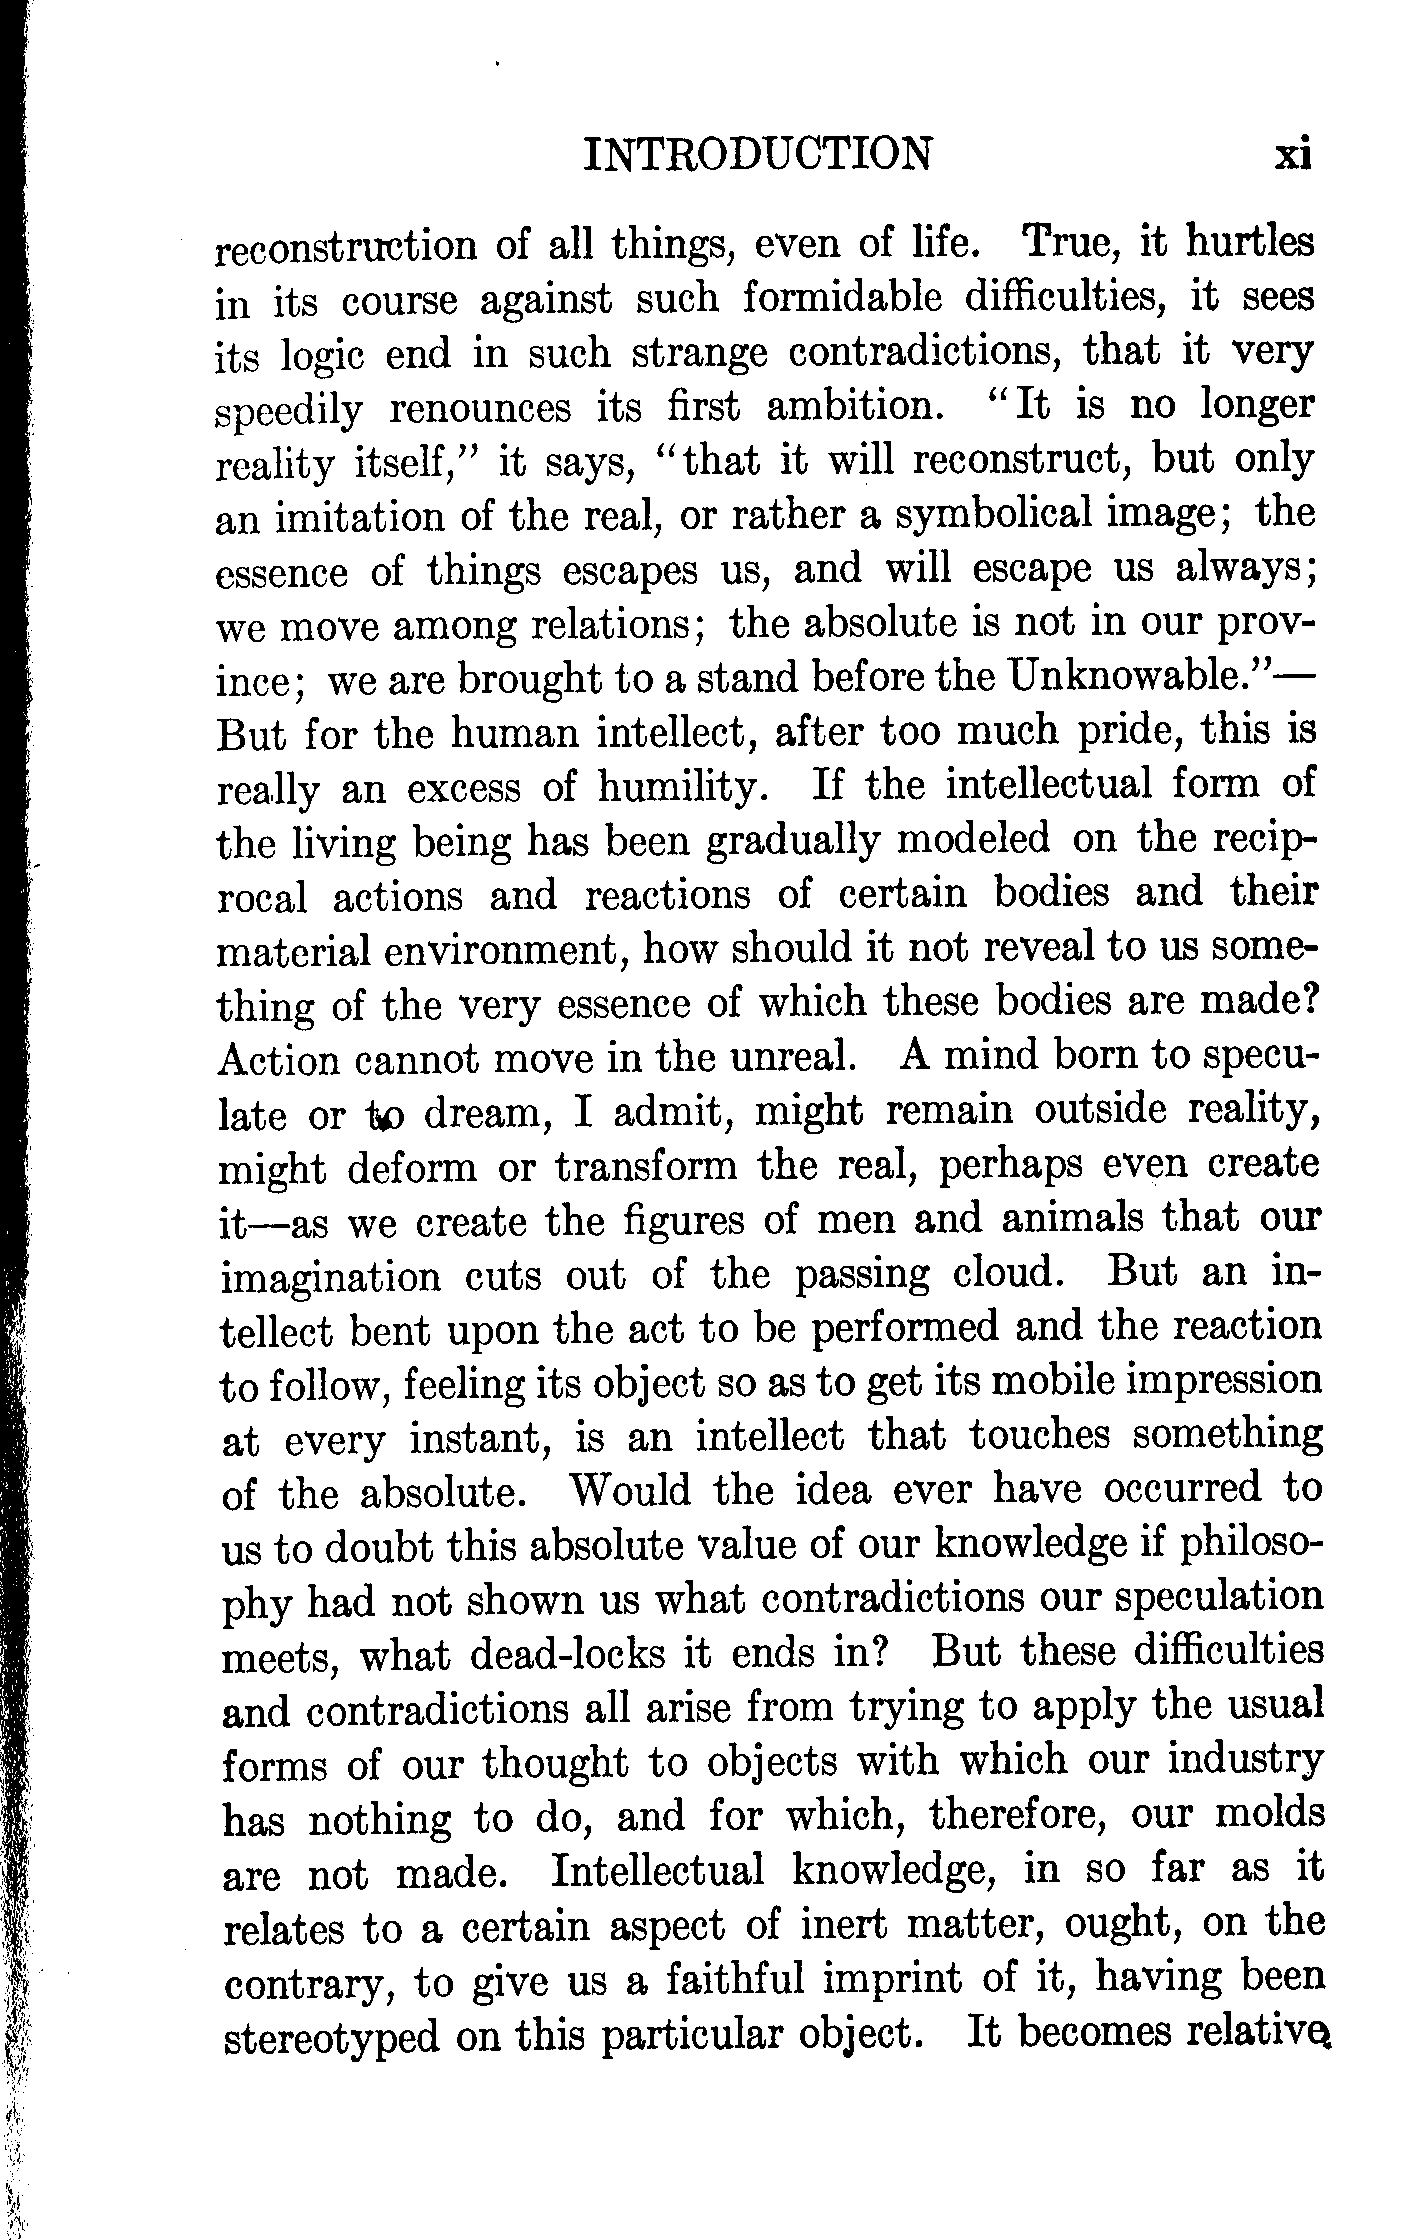 INTRODUCTION xi
reconstruction of all things, even of life. True, it hurtles
in its course against such formidable difficulties, it sees
its logic end in such strange contradictions, that it very
speedily renounces its first ambition. "It is no longer
reality itself," it says, "that it will reconstruct, but only
an imitation of the real, or rather a symbolical image; the
essence of things escapes us, and will escape us always;
we move among relations; the absolute is not in our prov-
ince; we are brought to a stand before the Unknowable."—
But for the human intellect, after too much pride, this is
really an excess of humility. If the intellectual form of
the living being has been gradually modeled on the recip-
rocal actions and reactions of certain bodies and their
material environment, how should it not reveal to us some-
thing of the very essence of which these bodies are made?
Action cannot move in the unreal. A mind born to specu-
late or to dream, I admit, might remain outside reality,
might deform or transform the real, perhaps even create
it—as we create the figures of men and animals that our
imagination cuts out of the passing cloud. But an in-
tellect bent upon the act to be performed and the reaction
to follow, feeling its object so as to get its mobile impression
at every instant, is an intellect that touches something
of the absolute. Would the idea ever have occurred to
us to doubt this absolute value of our knowledge if philoso-
phy had not shown us what contradictions our speculation
meets, what dead-locks it ends in? But these difficulties
and contradictions all arise from trying to apply the usual
forms of our thought to objects with which our industry
has nothing to do, and for which, therefore, our molds
are not made. Intellectual knowledge, in so far as it
relates to a certain aspect of inert matter, ought, on the
contrary, to give us a faithful imprint of it, having been
stereotyped on this particular object. It becomes relative